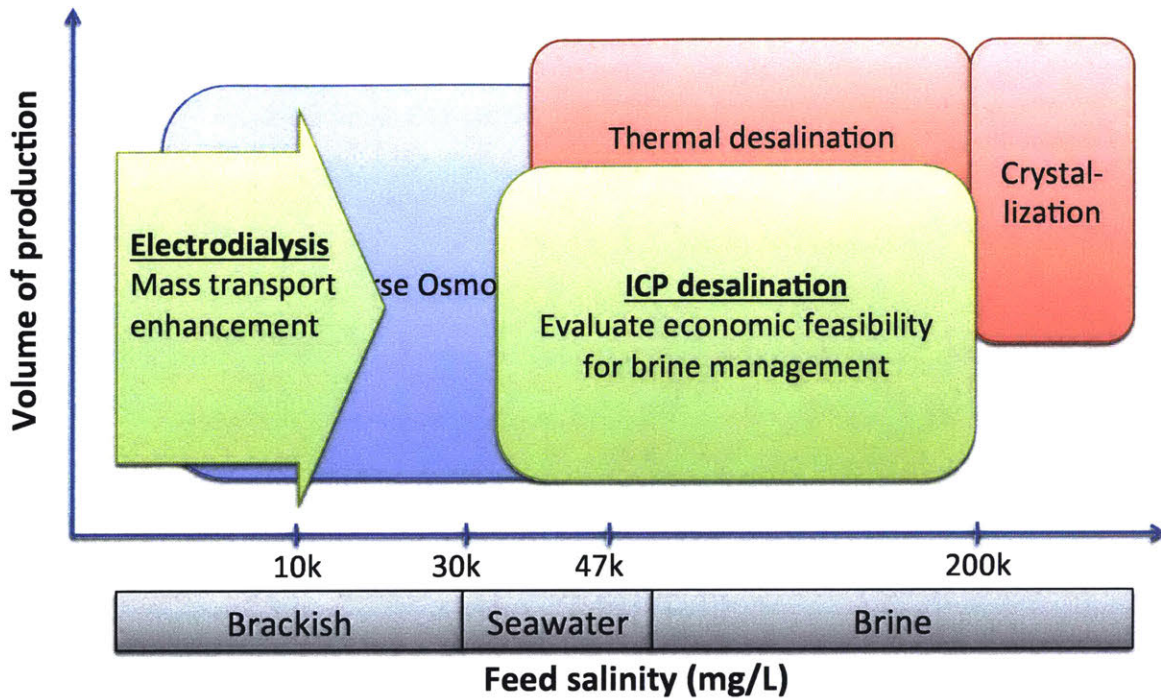 Volume of production
Thermal desalination
Crystal-
lization
Electrodialysis
Mass transport
enhancement
rse Osmo
ICP desalination
Evaluate economic feasibility
for brine management
10k
30k
47k
200k
Brackish
Seawater
Brine
Feed salinity (mg/L)